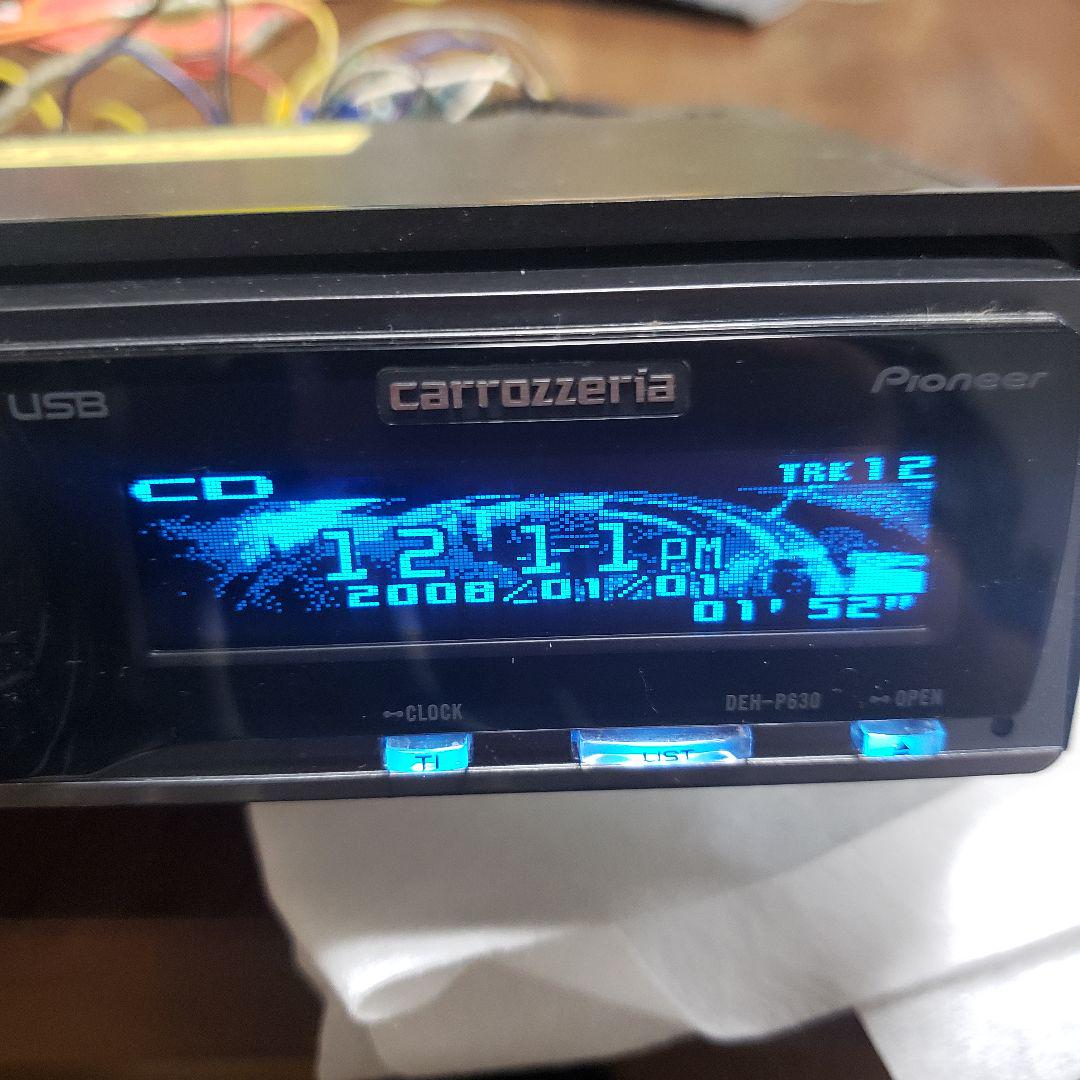 USB
carrozzeria
Pioneer
CD
TRK 12
12 11 PM
2008/01/01
01'52"
CLOCK
DEH-P630
OPEN
TI
LIST